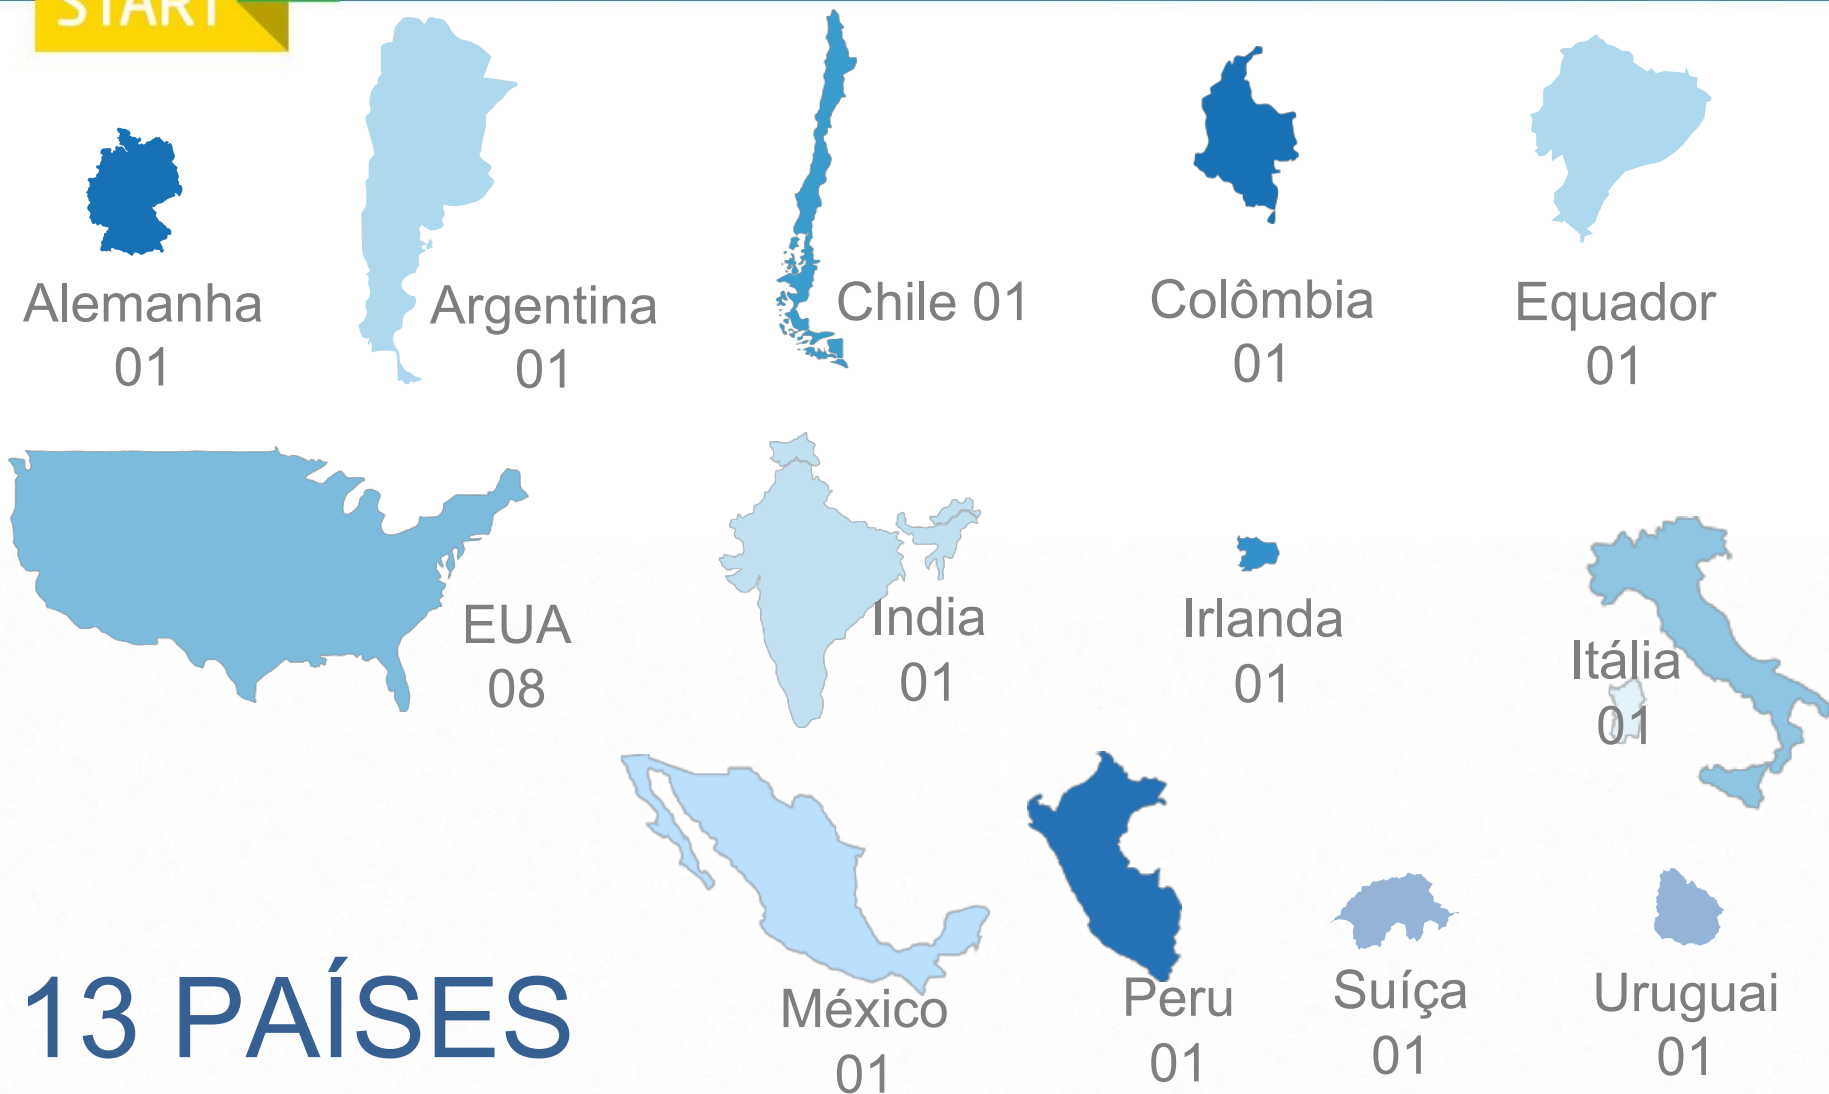 START
Alemanha
01
Argentina
01
Chile 01
Colômbia
01
Equador
01
EUA
08
India
01
Irlanda
01
Itália
01
México
01
Peru
01
Suíça
01
Uruguai
01
13 PAÍSES